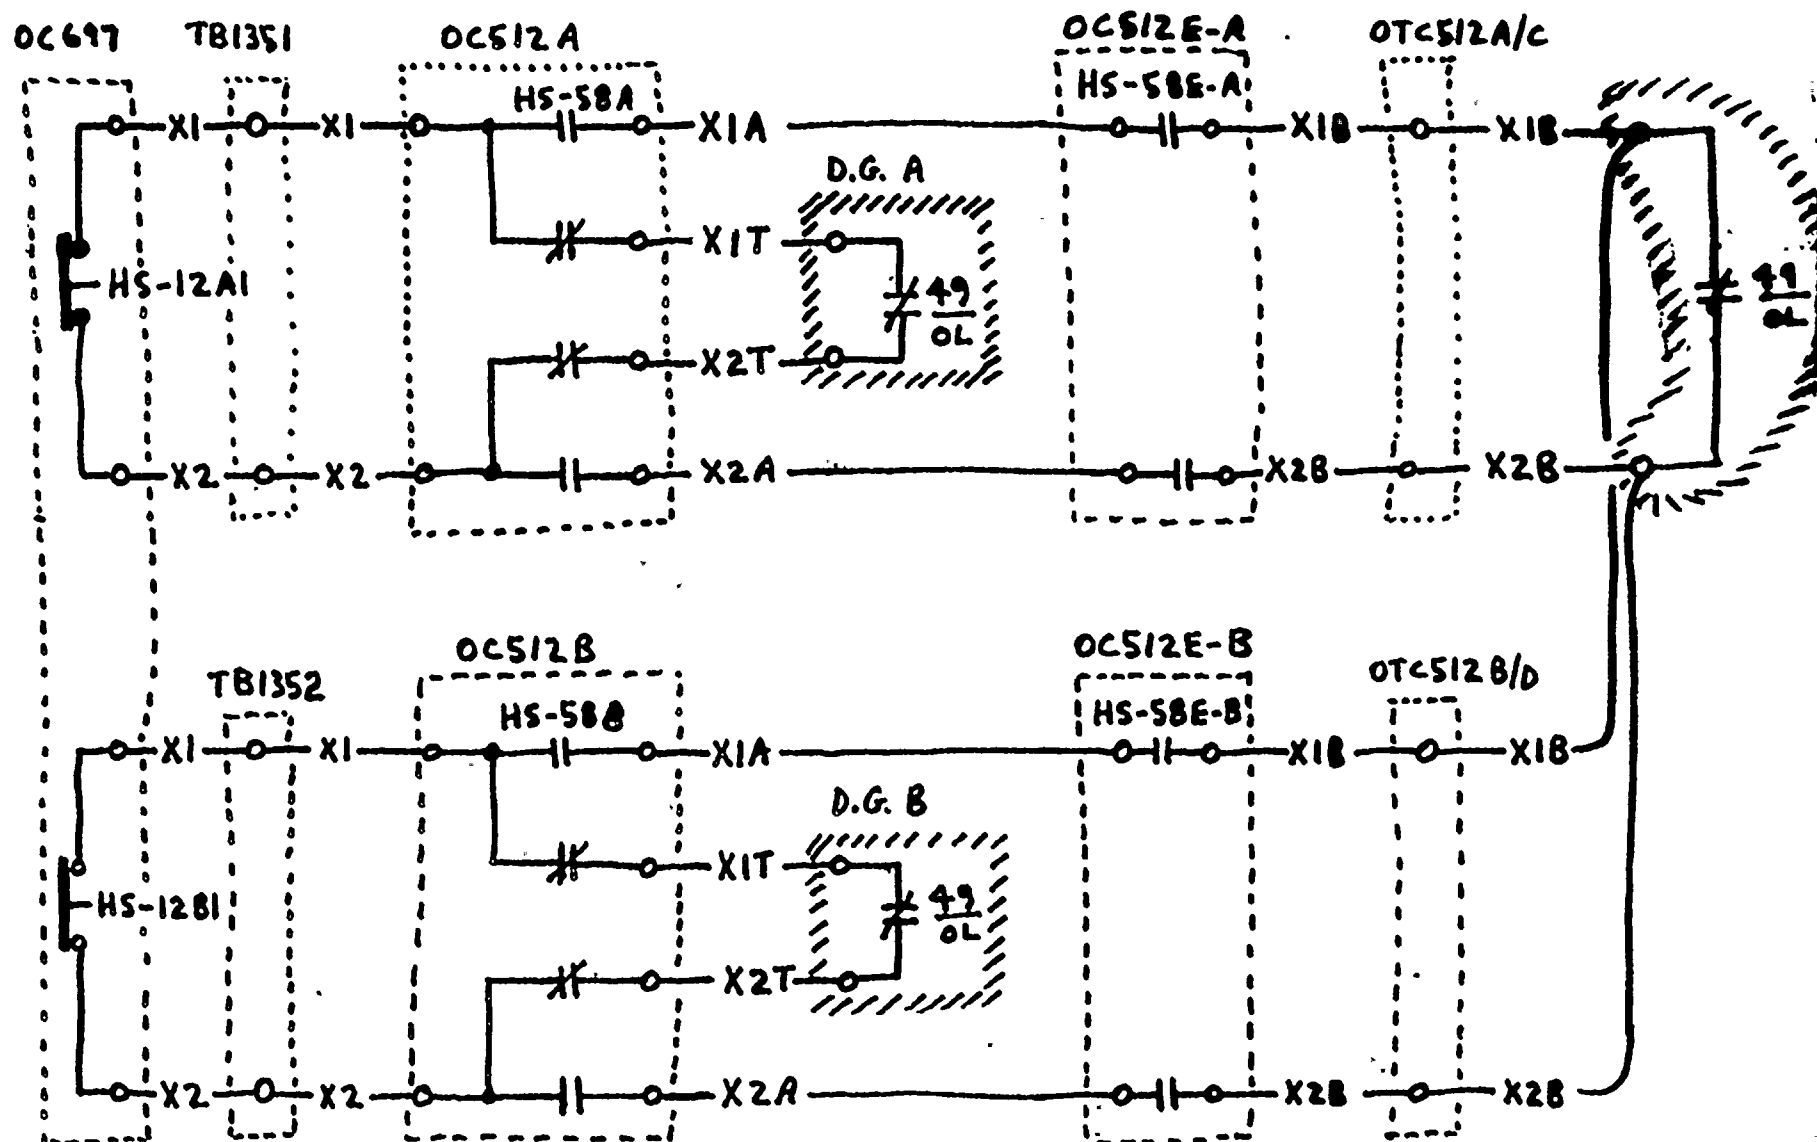 OC697 TB1351 OC512A OC512E-A OTC512A/C
HS-58A HS-58E-A
X1 X1 X1A X1B X1B
D.G. A
X1T
HS-12A1 49 49
OL OL
X2T
X2 X2 X2A X2B X2B
OC512B OC512E-B OTC512B/D
TB1352
HS-58B HS-58E-B
X1 X1 X1A X1B X1B
D.G. B
X1T
HS-12B1 49
OL
X2T
X2 X2 X2A X2B X2B